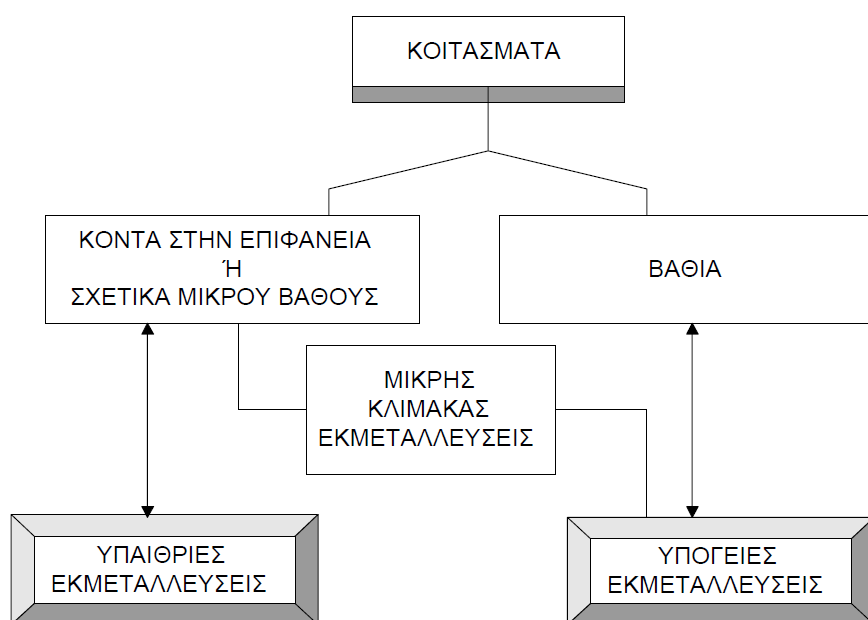 ΚΟΙΤΑΣΜΑΤΑ
ΚΟΝΤΑ ΣΤΗΝ ΕΠΙΦΑΝΕΙΑ
Ή
ΣΧΕΤΙΚΑ ΜΙΚΡΟΥ ΒΑΘΟΥΣ
ΒΑΘΙΑ
ΜΙΚΡΗΣ
ΚΛΙΜΑΚΑΣ
ΕΚΜΕΤΑΛΛΕΥΣΕΙΣ
ΥΠΑΙΘΡΙΕΣ
ΕΚΜΕΤΑΛΛΕΥΣΕΙΣ
ΥΠΟΓΕΙΕΣ
ΕΚΜΕΤΑΛΛΕΥΣΕΙΣ